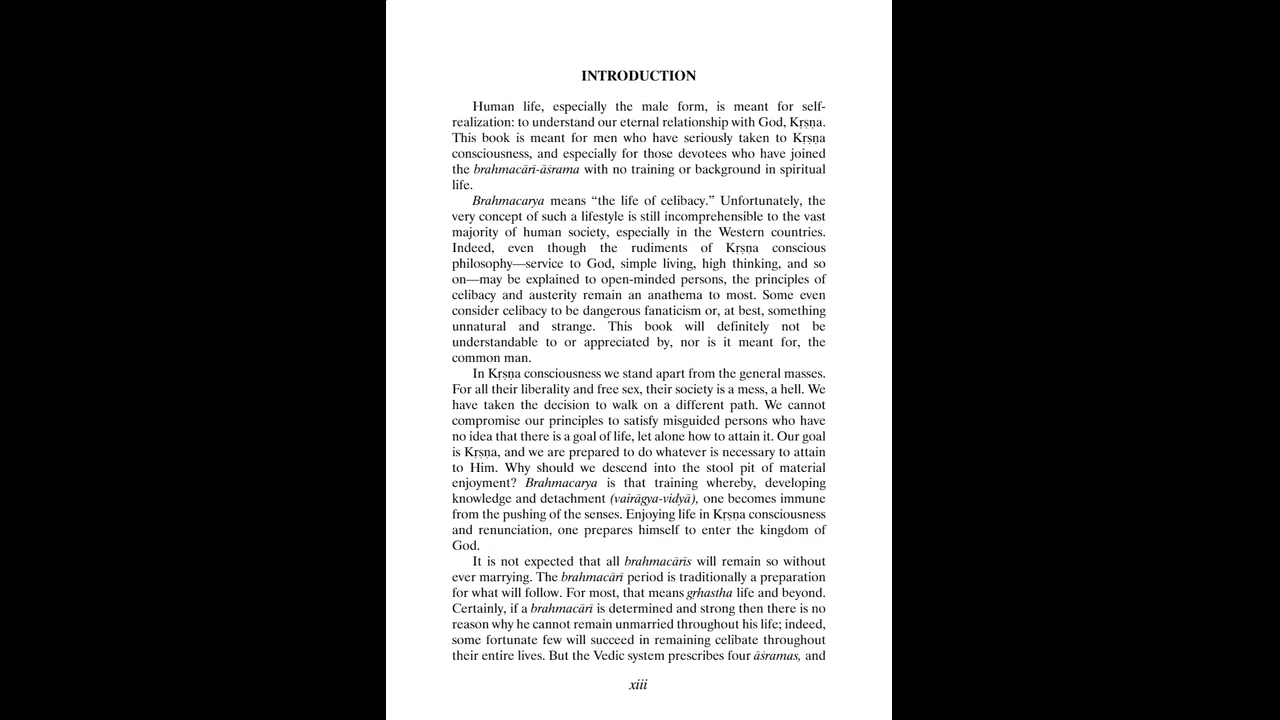 INTRODUCTION
Human life, especially the male form, is meant for self-
realization: to understand our eternal relationship with God, Kṛṣṇa.
This book is meant for men who have seriously taken to Kṛṣṇa
consciousness, and especially for those devotees who have joined
the brahmacārī-āśrama with no training or background in spiritual
life.
Brahmacarya means “the life of celibacy.” Unfortunately, the
very concept of such a lifestyle is still incomprehensible to the vast
majority of human society, especially in the Western countries.
Indeed, even though the rudiments of Kṛṣṇa conscious
philosophy—service to God, simple living, high thinking, and so
on—may be explained to open-minded persons, the principles of
celibacy and austerity remain an anathema to most. Some even
consider celibacy to be dangerous fanaticism or, at best, something
unnatural and strange. This book will definitely not be
understandable to or appreciated by, nor is it meant for, the
common man.
In Kṛṣṇa consciousness we stand apart from the general masses.
For all their liberality and free sex, their society is a mess, a hell. We
have taken the decision to walk on a different path. We cannot
compromise our principles to satisfy misguided persons who have
no idea that there is a goal of life, let alone how to attain it. Our goal
is Kṛṣṇa, and we are prepared to do whatever is necessary to attain
to Him. Why should we descend into the stool pit of material
enjoyment? Brahmacarya is that training whereby, developing
knowledge and detachment (vairāgya-vidyā), one becomes immune
from the pushing of the senses. Enjoying life in Kṛṣṇa consciousness
and renunciation, one prepares himself to enter the kingdom of
God.
It is not expected that all brahmacārīs will remain so without
ever marrying. The brahmacārī period is traditionally a preparation
for what will follow. For most, that means gṛhastha life and beyond.
Certainly, if a brahmacārī is determined and strong then there is no
reason why he cannot remain unmarried throughout his life; indeed,
some fortunate few will succeed in remaining celibate throughout
their entire lives. But the Vedic system prescribes four āśramas, and
xiii